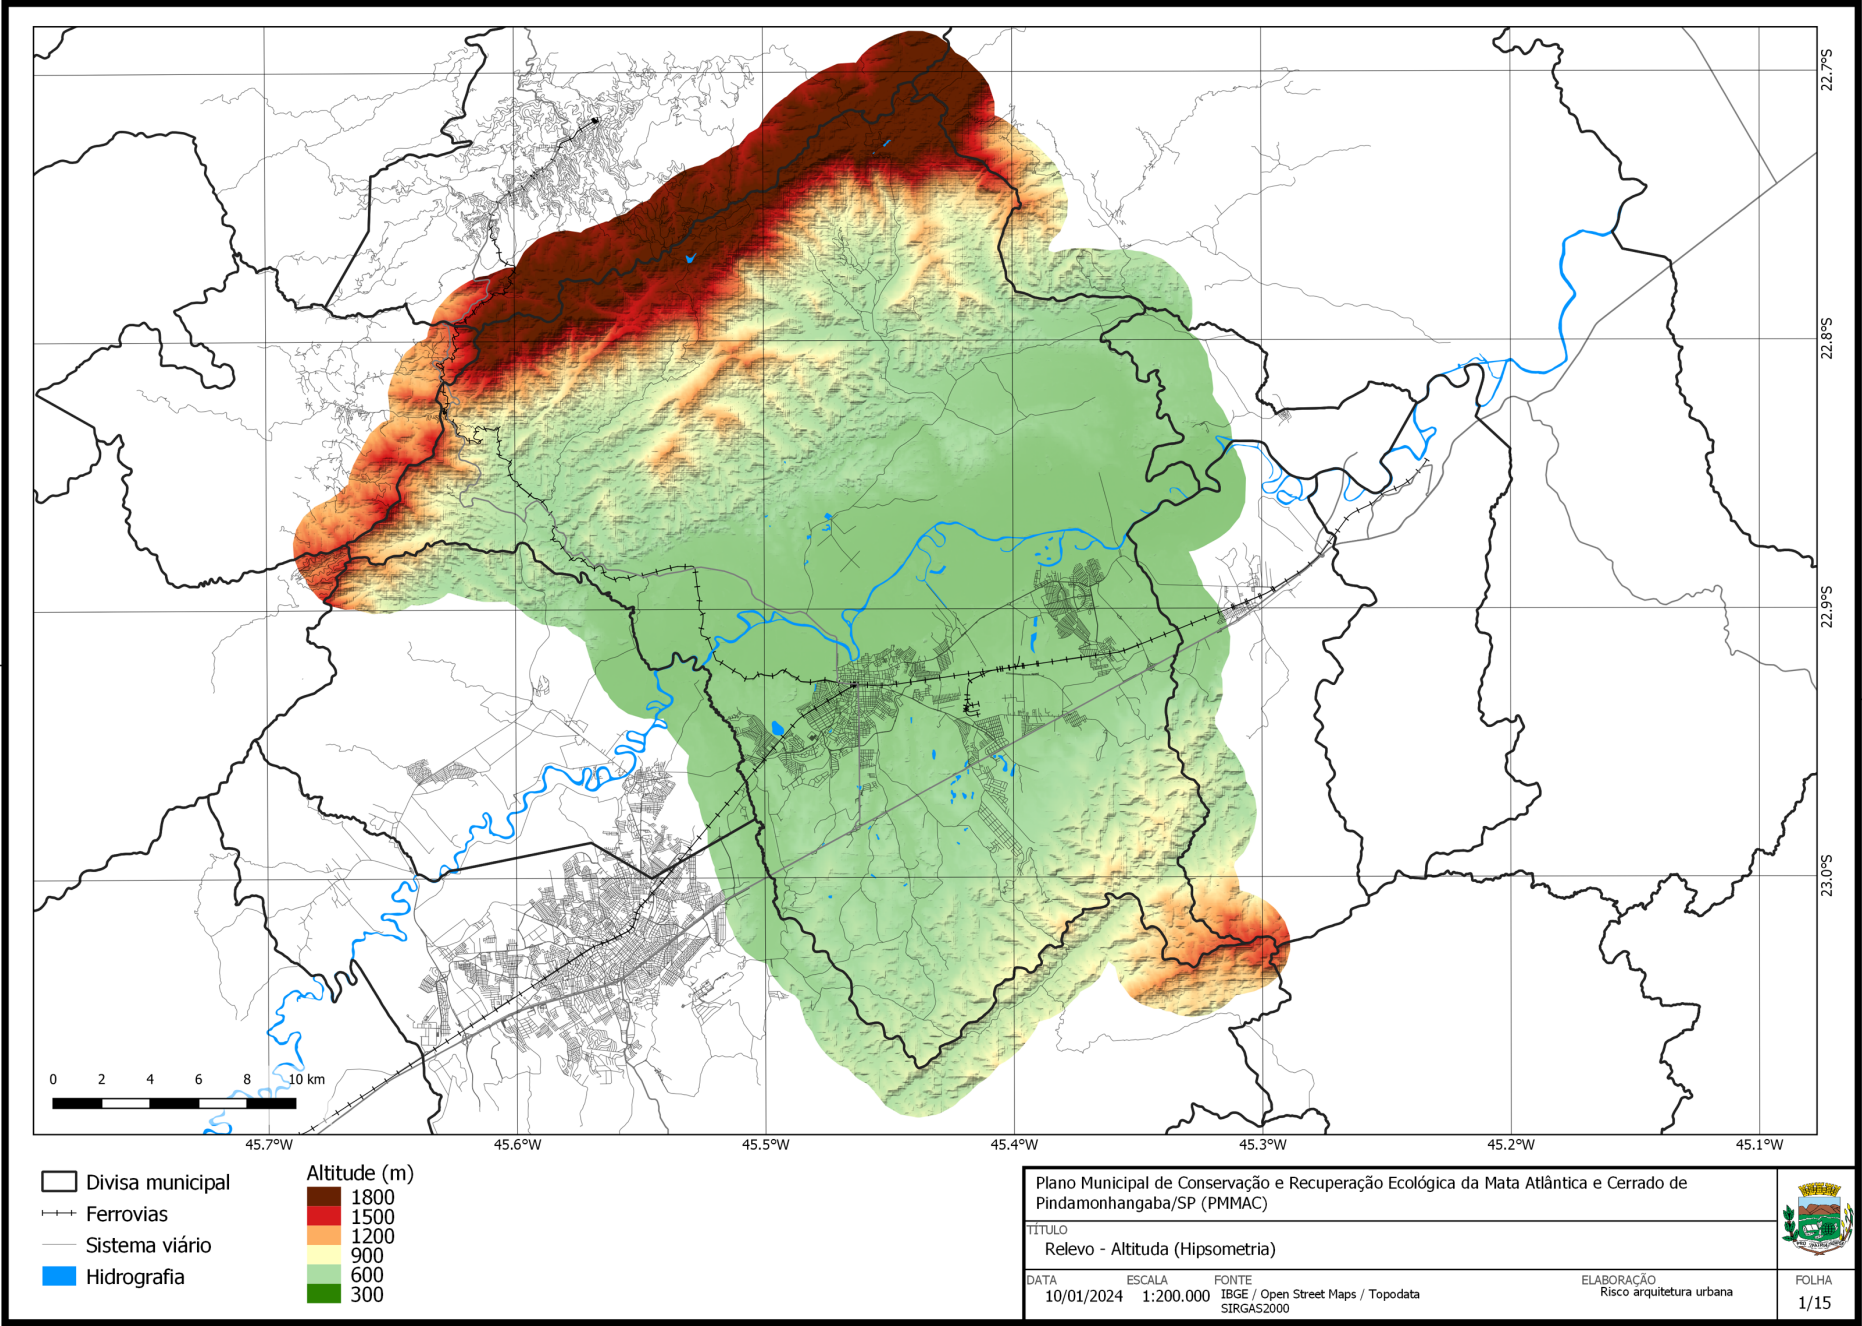 22.7°S
22.8°S
22.9°S
23.0°S
0 2 4 6 8 10 km
45.7°W 45.6°W 45.5°W 45.4°W 45.3°W 45.2°W 45.1°W
Divisa municipal
Ferrovias
Sistema viário
Hidrografia
Altitude (m)
1800
1500
1200
900
600
300
Plano Municipal de Conservação e Recuperação Ecológica da Mata Atlântica e Cerrado de
Pindamonhangaba/SP (PMMAC)
TÍTULO
Relevo - Altituda (Hipsometria)
DATA
10/01/2024
ESCALA
1:200.000
FONTE
IBGE / Open Street Maps / Topodata
SIRGAS2000
ELABORAÇÃO
Risco arquitetura urbana
FOLHA
1/15